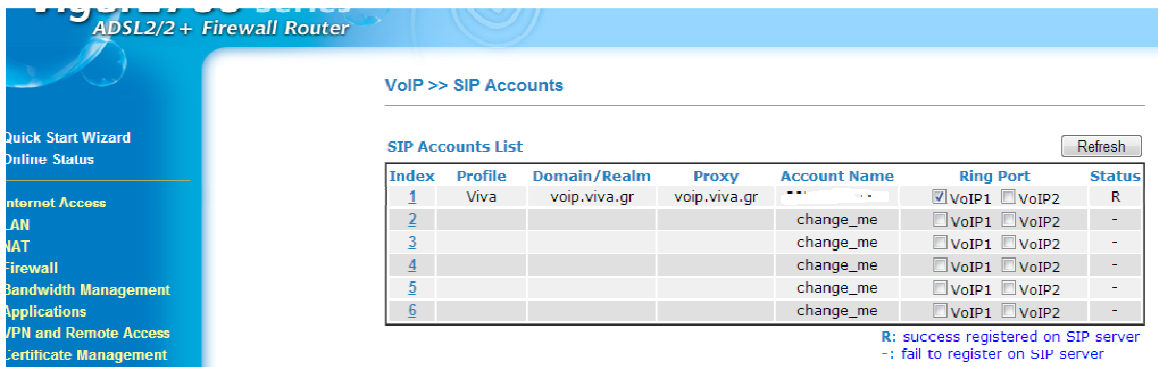 ADSL2/2+ Firewall Router
VoIP >> SIP Accounts
Quick Start Wizard
Online Status
Internet Access
LAN
NAT
Firewall
Bandwidth Management
Applications
VPN and Remote Access
Certificate Management
SIP Accounts List Refresh
Index Profile Domain/Realm Proxy Account Name Ring Port Status
1 Viva voip.viva.gr voip.viva.gr VoIP1 VoIP2 R
2 change_me VoIP1 VoIP2 -
3 change_me VoIP1 VoIP2 -
4 change_me VoIP1 VoIP2 -
5 change_me VoIP1 VoIP2 -
6 change_me VoIP1 VoIP2 -
R: success registered on SIP server
-: fail to register on SIP server